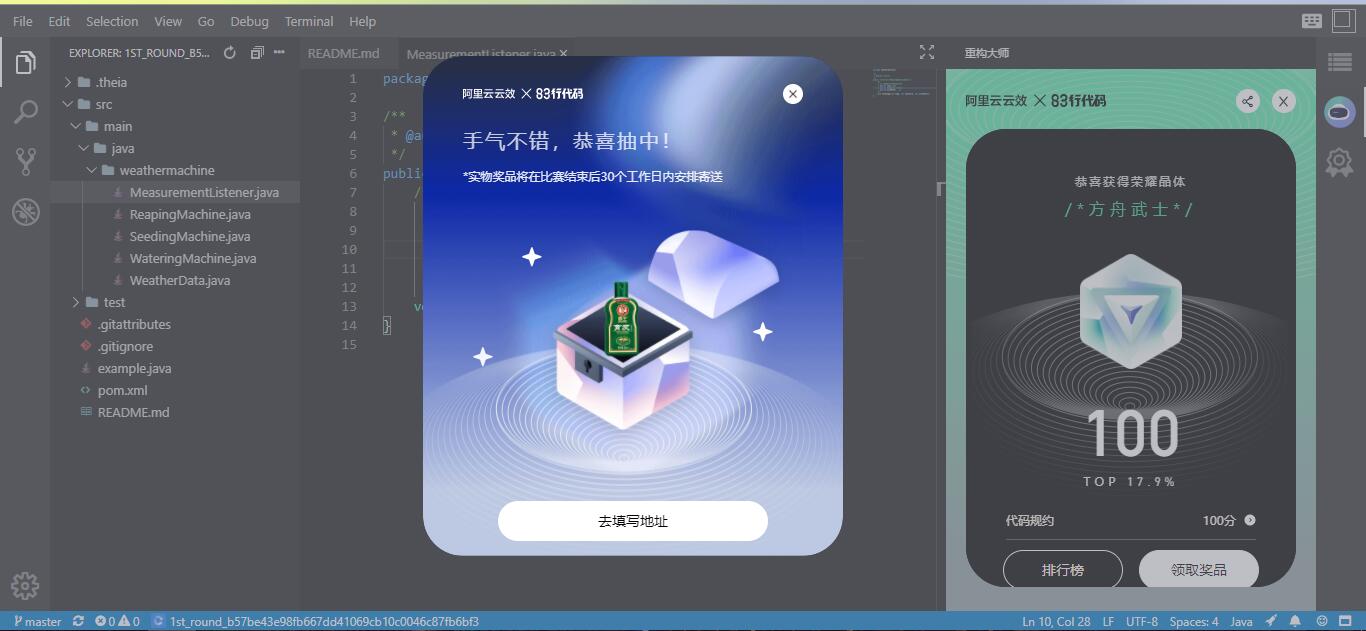 File Edit Selection View Go Debug Terminal Help
EXPLORER: 1ST_ROUND_B5...
README.md
MeasurementListener.java ×
重构大师
.theia
src
main
java
weathermachine
MeasurementListener.java
ReapingMachine.java
SeedingMachine.java
WateringMachine.java
WeatherData.java
test
.gitattributes
.gitignore
example.java
pom.xml
README.md
1 packag
2
3 /**
4 * @a
5 */
6 public
7 /
8
9
10
11
12
13 v
14 }
15
阿里云云效 × 83行代码
手气不错，恭喜抽中！
*实物奖品将在比赛结束后30个工作日内安排寄送
去填写地址
阿里云云效 × 83行代码
恭喜获得荣耀晶体
/*方舟武士*/
100
TOP 17.9%
代码规约 100分
排行榜 领取奖品
master 0 0 1st_round_b57be43e98fb667dd41069cb10c0046c87fb6bf3 Ln 10, Col 28 LF UTF-8 Spaces: 4 Java